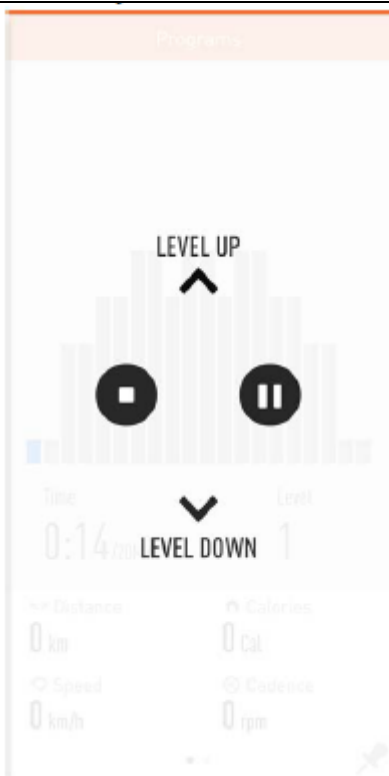 Programs
LEVEL UP
Time Level
0:14 LEVEL DOWN 1
Distance Calories
0 km 0 Cal
Speed Cadence
0 km/h 0 rpm